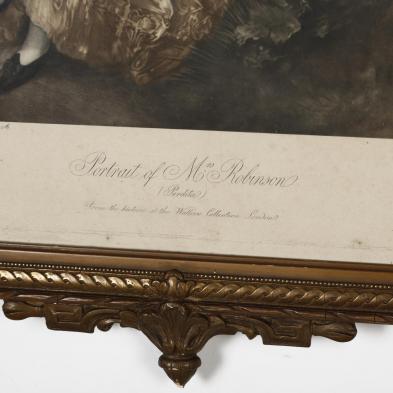 Portrait of Mrs Robinson
(Perdita)
From the picture at the Wallace Collection London